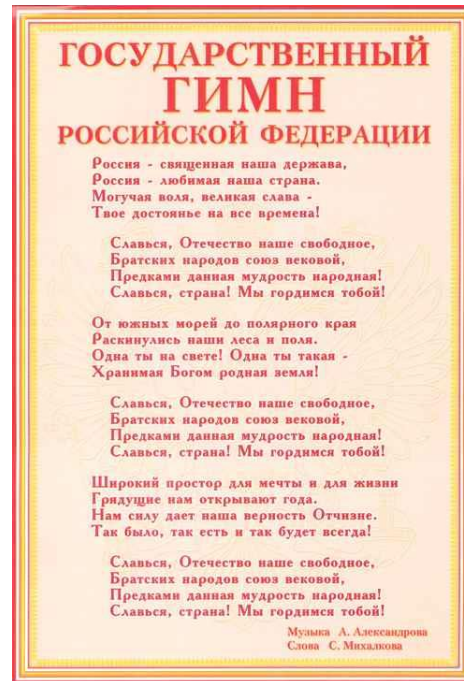 ГОСУДАРСТВЕННЫЙ
ГИМН
РОССИЙСКОЙ ФЕДЕРАЦИИ
Россия - священная наша держава,
Россия - любимая наша страна.
Могучая воля, великая слава -
Твое достоянье на все времена!
Славься, Отечество наше свободное,
Братских народов союз вековой,
Предками данная мудрость народная!
Славься, страна! Мы гордимся тобой!
От южных морей до полярного края
Раскинулись наши леса и поля.
Одна ты на свете! Одна ты такая -
Хранимая Богом родная земля!
Славься, Отечество наше свободное,
Братских народов союз вековой,
Предками данная мудрость народная!
Славься, страна! Мы гордимся тобой!
Широкий простор для мечты и для жизни
Грядущие нам открывают года.
Нам силу дает наша верность Отчизне.
Так было, так есть и так будет всегда!
Славься, Отечество наше свободное,
Братских народов союз вековой,
Предками данная мудрость народная!
Славься, страна! Мы гордимся тобой!
Музыка А. Александрова
Слова С. Михалкова